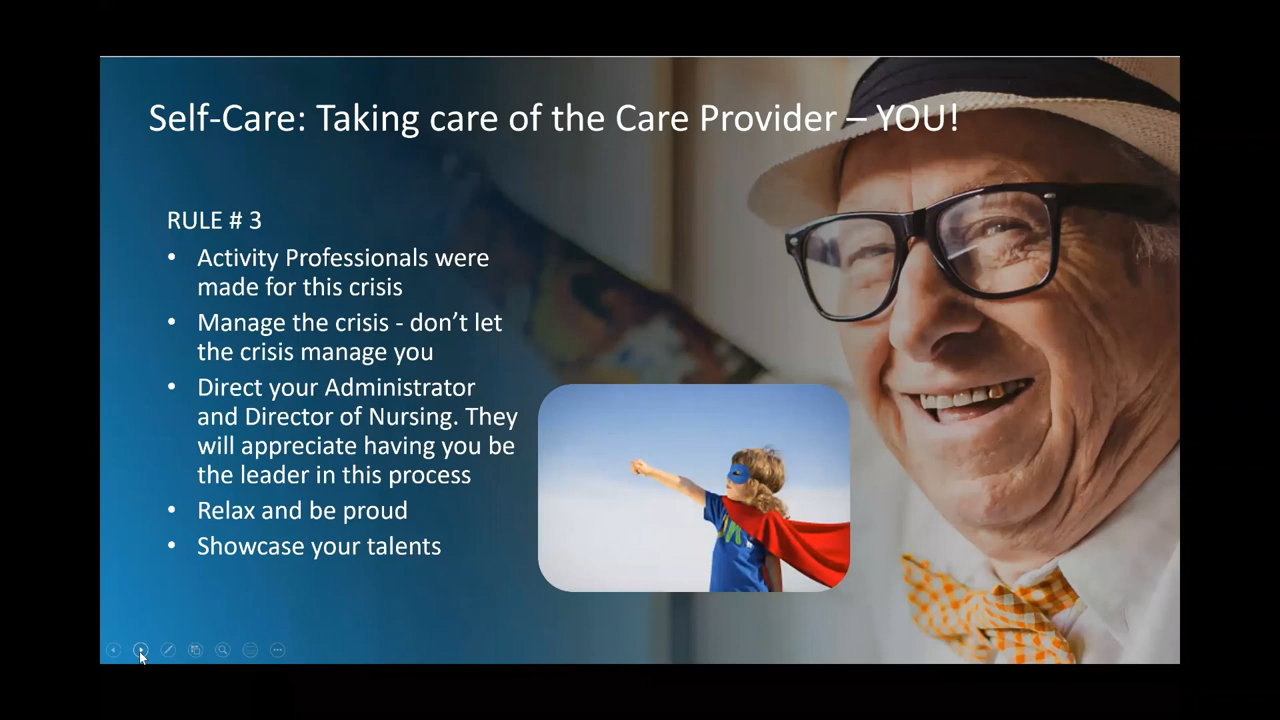 Self-Care: Taking care of the Care Provider – YOU!
RULE # 3
• Activity Professionals were
made for this crisis
• Manage the crisis - don’t let
the crisis manage you
• Direct your Administrator
and Director of Nursing. They
will appreciate having you be
the leader in this process
• Relax and be proud
• Showcase your talents